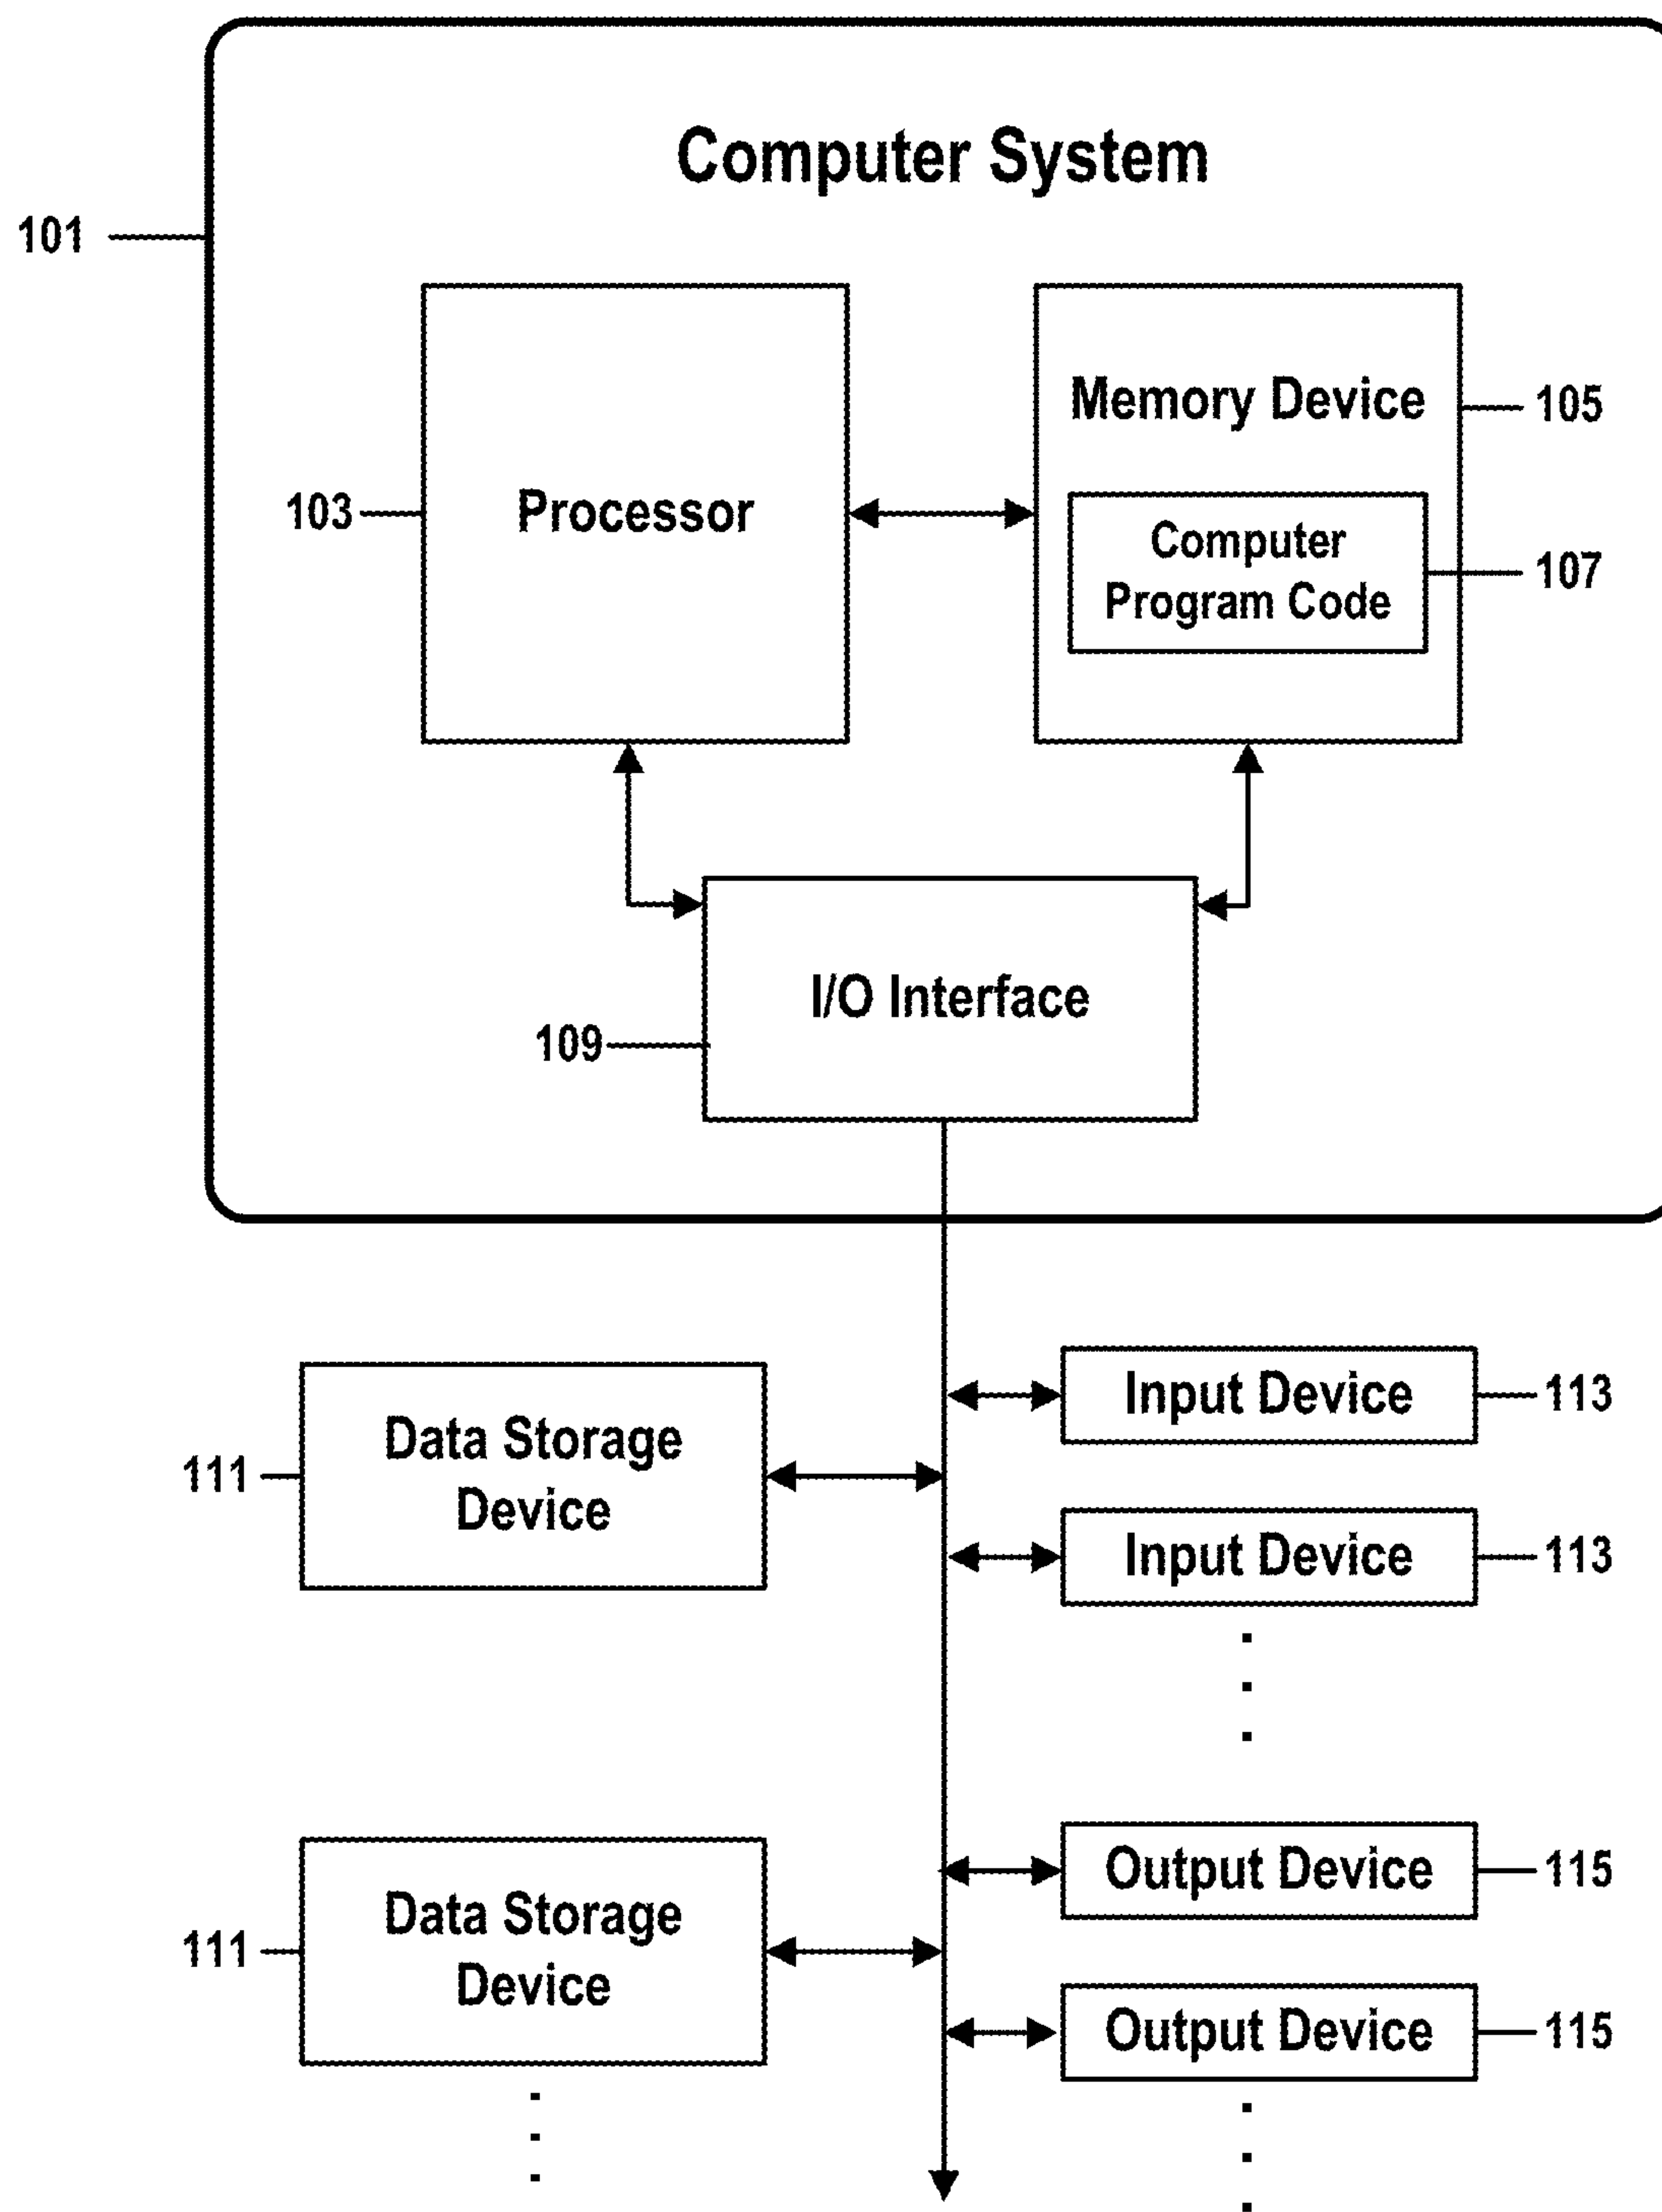 Computer System
101
Processor
103
Memory Device
105
Computer
Program Code
107
I/O Interface
109
Input Device
113
Data Storage
Device
111
Input Device
113
Output Device
115
Data Storage
Device
111
Output Device
115